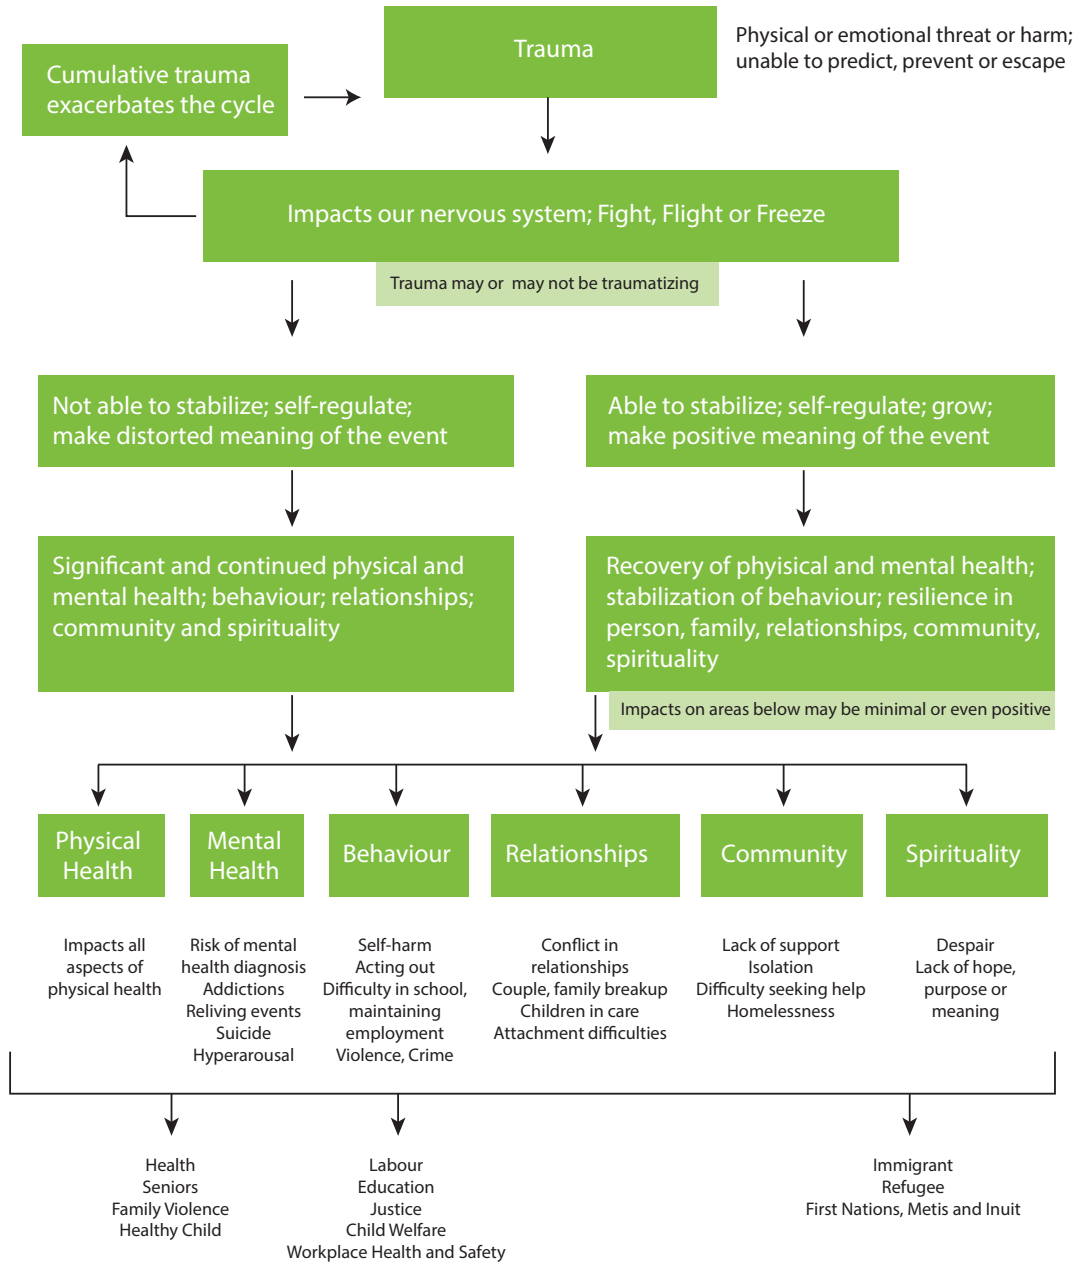 Trauma
Physical or emotional threat or harm;
unable to predict, prevent or escape
Cumulative trauma
exacerbates the cycle
Impacts our nervous system; Fight, Flight or Freeze
Trauma may or may not be traumatizing
Not able to stabilize; self-regulate;
make distorted meaning of the event
Able to stabilize; self-regulate; grow;
make positive meaning of the event
Significant and continued physical and
mental health; behaviour; relationships;
community and spirituality
Recovery of phyisical and mental health;
stabilization of behaviour; resilience in
person, family, relationships, community,
spirituality
Impacts on areas below may be minimal or even positive
Physical
Health
Mental
Health
Behaviour
Relationships
Community
Spirituality
Impacts all
aspects of
physical health
Risk of mental
health diagnosis
Addictions
Reliving events
Suicide
Hyperarousal
Self-harm
Acting out
Difficulty in school,
maintaining
employment
Violence, Crime
Conflict in
relationships
Couple, family breakup
Children in care
Attachment difficulties
Lack of support
Isolation
Difficulty seeking help
Homelessness
Despair
Lack of hope,
purpose or
meaning
Health
Seniors
Family Violence
Healthy Child
Labour
Education
Justice
Child Welfare
Workplace Health and Safety
Immigrant
Refugee
First Nations, Metis and Inuit